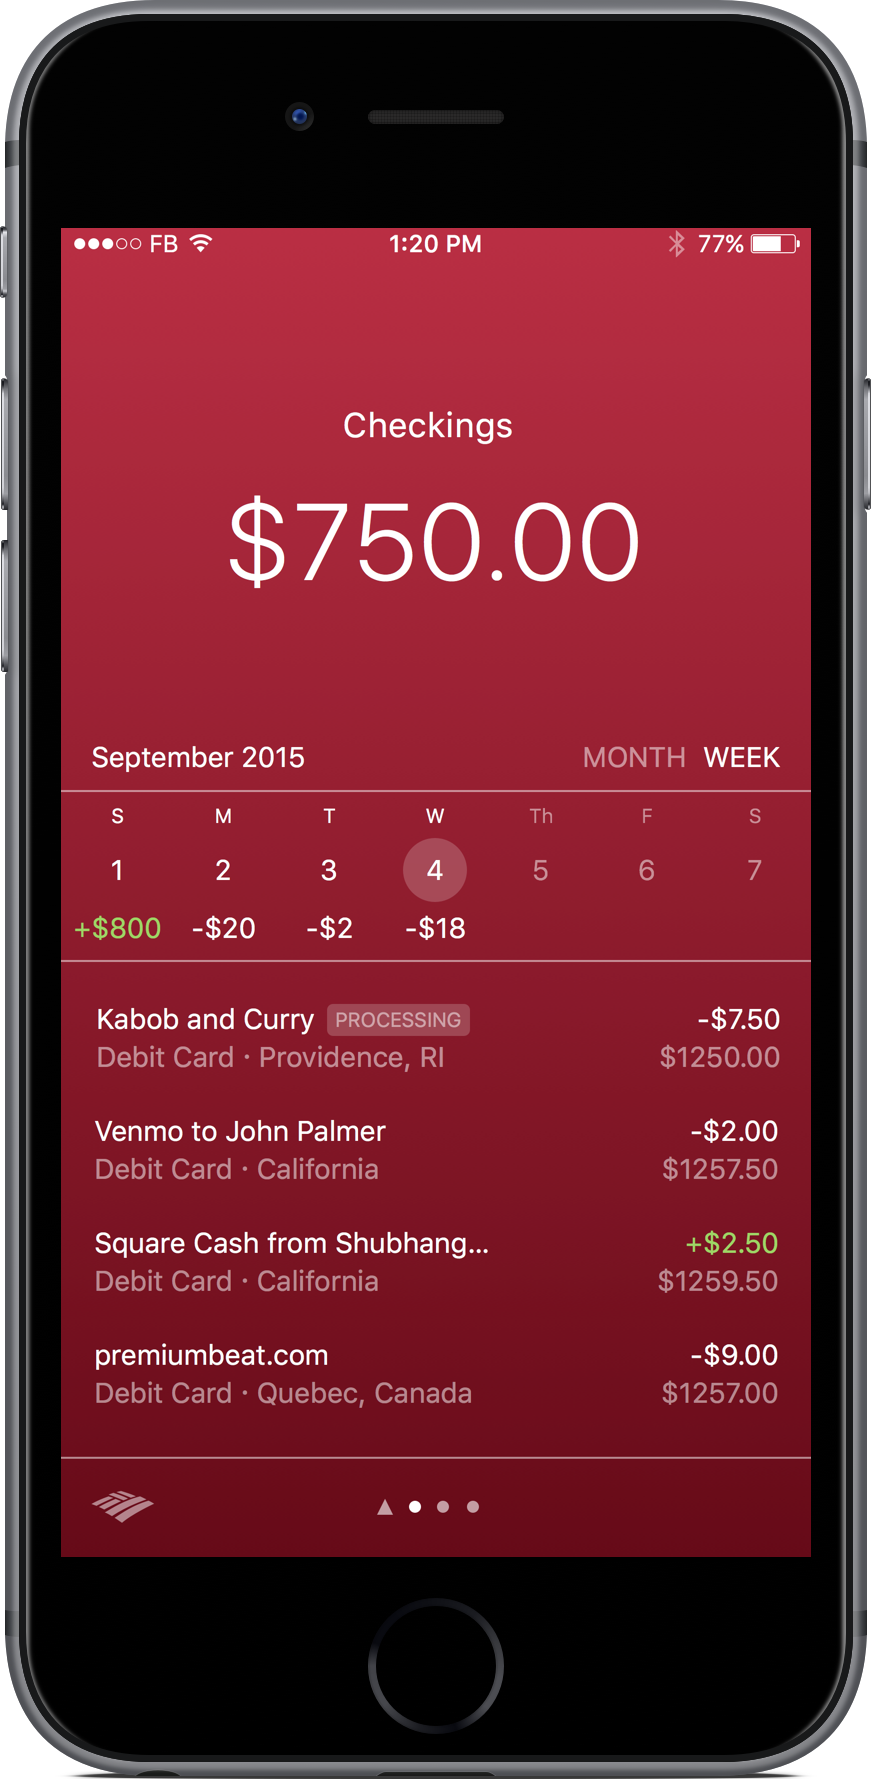 FB 1:20 PM 77%
Checkings
$750.00
September 2015 MONTH WEEK
S M T W Th F S
1 2 3 4 5 6 7
+$800 -$20 -$2 -$18
Kabob and Curry PROCESSING -$7.50
Debit Card · Providence, RI $1250.00
Venmo to John Palmer -$2.00
Debit Card · California $1257.50
Square Cash from Shubhang... +$2.50
Debit Card · California $1259.50
premiumbeat.com -$9.00
Debit Card · Quebec, Canada $1257.00